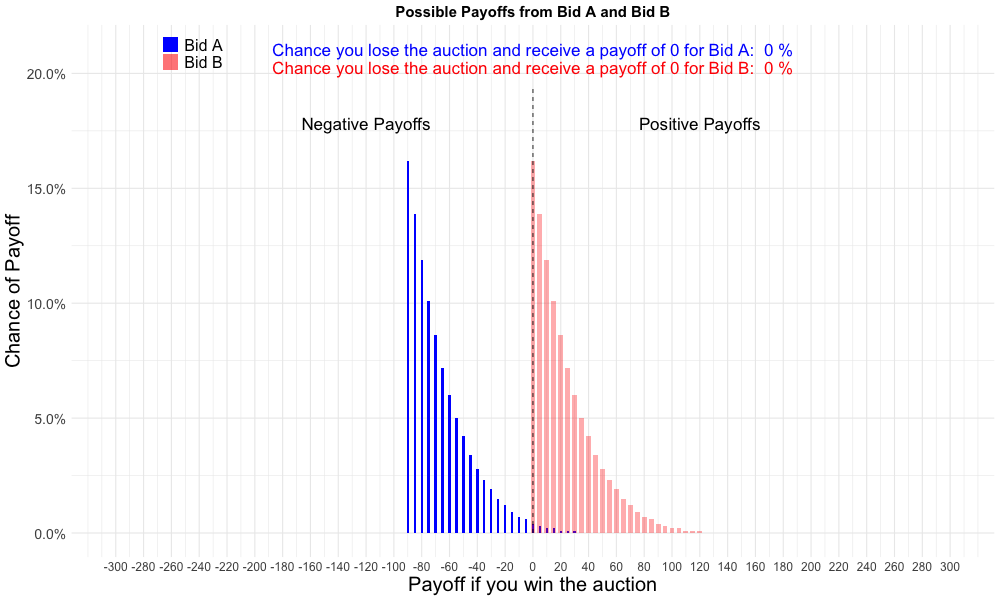 Possible Payoffs from Bid A and Bid B
Bid A
Bid B
Chance you lose the auction and receive a payoff of 0 for Bid A:  0 %
Chance you lose the auction and receive a payoff of 0 for Bid B:  0 %
Negative Payoffs
Positive Payoffs
Chance of Payoff
20.0%
15.0%
10.0%
5.0%
0.0%
-300 -280 -260 -240 -220 -200 -180 -160 -140 -120 -100 -80 -60 -40 -20 0 20 40 60 80 100 120 140 160 180 200 220 240 260 280 300
Payoff if you win the auction